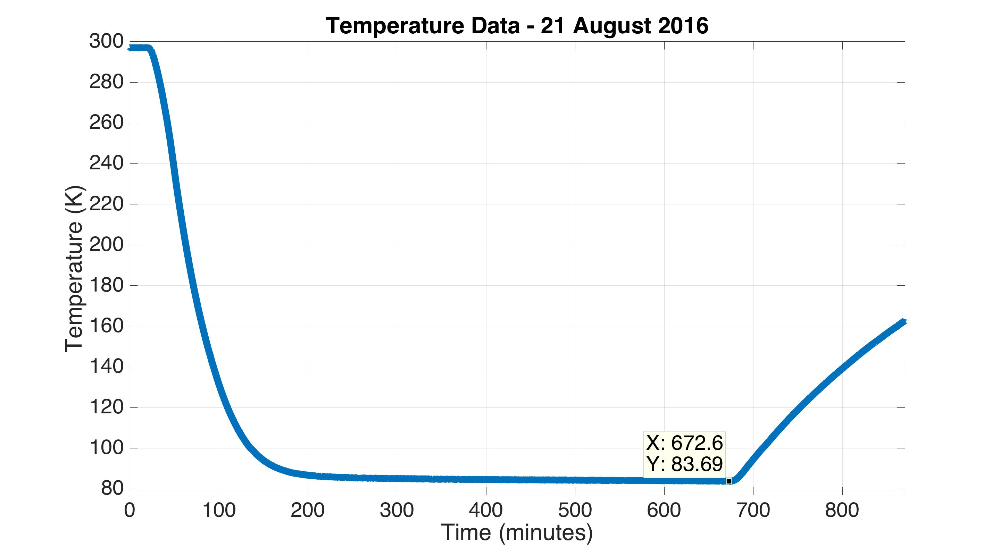 Temperature Data - 21 August 2016
Temperature (K)
300
280
260
240
220
200
180
160
140
120
100
80
X: 672.6
Y: 83.69
0 100 200 300 400 500 600 700 800
Time (minutes)